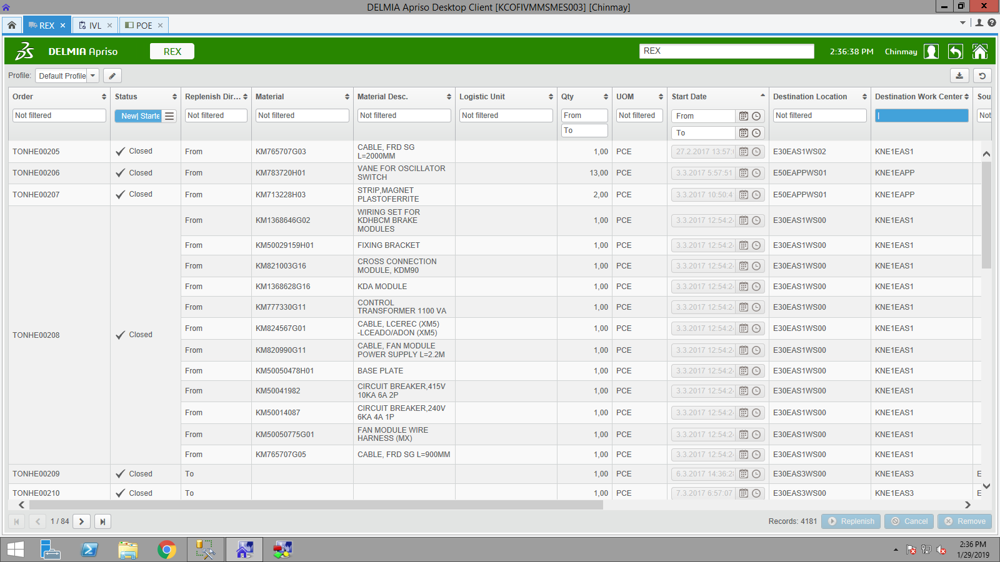 DELMIA Apriso Desktop Client [KCOFIVMMSMES003] [Chinmay]
REX IVL POE
DELMIA Apriso REX REX 2:36:38 PM Chinmay
Profile: Default Profile
Order Status Replenish Dir... Material Material Desc. Logistic Unit Qty UOM Start Date Destination Location Destination Work Center Sou
Not filtered New| Starte Not filtered Not filtered Not filtered Not filtered From Not filtered From Not filtered Not
To To
TONHE00205 Closed From KM765707G03 CABLE, FRD SG L=2000MM 1,00 PCE 27.2.2017 13:57: E30EAS1WS02 KNE1EAS1
TONHE00206 Closed From KM783720H01 VANE FOR OSCILLATOR SWITCH 13,00 PCE 3.3.2017 5:57:51 E50EAPPWS01 KNE1EAPP
TONHE00207 Closed From KM713228H03 STRIP,MAGNET PLASTOFERRITE 2,00 PCE 3.3.2017 10:50:4 E50EAPPWS01 KNE1EAPP
From KM1368646G02 WIRING SET FOR KDHBCM BRAKE MODULES 1,00 PCE 3.3.2017 12:54:2 E30EAS1WS00 KNE1EAS1
From KM50029159H01 FIXING BRACKET 1,00 PCE 3.3.2017 12:54:2 E30EAS1WS00 KNE1EAS1
From KM821003G16 CROSS CONNECTION MODULE, KDM90 1,00 PCE 3.3.2017 12:54:2 E30EAS1WS00 KNE1EAS1
From KM1368628G16 KDA MODULE 1,00 PCE 3.3.2017 12:54:2 E30EAS1WS00 KNE1EAS1
From KM777330G11 CONTROL TRANSFORMER 1100 VA 1,00 PCE 3.3.2017 12:54:2 E30EAS1WS00 KNE1EAS1
TONHE00208 Closed From KM824567G01 CABLE, LCEREC (XM5) -LCEADO/ADON (XM5) 1,00 PCE 3.3.2017 12:54:2 E30EAS1WS00 KNE1EAS1
From KM820990G11 CABLE, FAN MODULE POWER SUPPLY L=2.2M 1,00 PCE 3.3.2017 12:54:2 E30EAS1WS00 KNE1EAS1
From KM50050478H01 BASE PLATE 1,00 PCE 3.3.2017 12:54:2 E30EAS1WS00 KNE1EAS1
From KM50041982 CIRCUIT BREAKER,415V 10KA 6A 2P 1,00 PCE 3.3.2017 12:54:2 E30EAS1WS00 KNE1EAS1
From KM50014087 CIRCUIT BREAKER,240V 6KA 4A 1P 1,00 PCE 3.3.2017 12:54:2 E30EAS1WS00 KNE1EAS1
From KM50050775G01 FAN MODULE WIRE HARNESS (MX) 1,00 PCE 3.3.2017 12:54:2 E30EAS1WS00 KNE1EAS1
From KM765707G05 CABLE, FRD SG L=900MM 1,00 PCE 3.3.2017 12:54:2 E30EAS1WS00 KNE1EAS1
TONHE00209 Closed To 1,00 PCE 6.3.2017 14:36:2 E30EAS3WS00 KNE1EAS3 E
TONHE00210 Closed To 1,00 PCE 7.3.2017 6:57:07 E30EAS3WS00 KNE1EAS3 E
1 / 84 Records: 4181 Replenish Cancel Remove
2:36 PM
1/29/2019